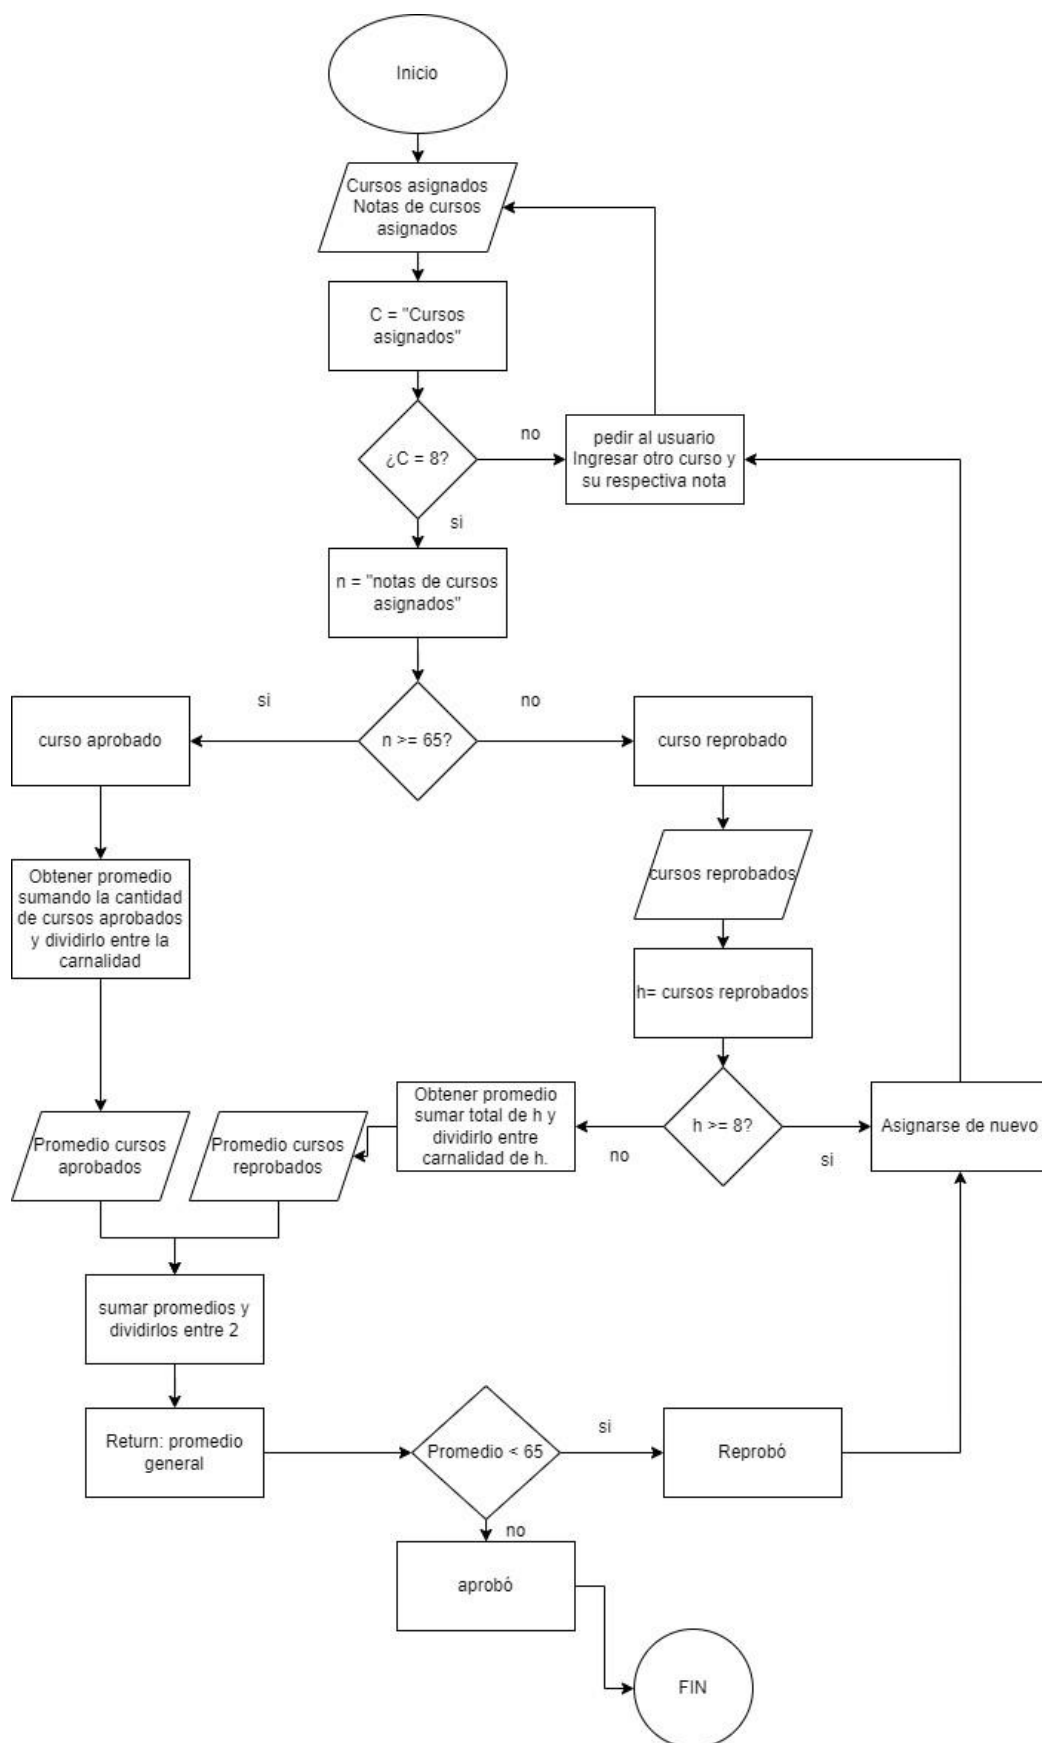 Inicio
Cursos asignados
Notas de cursos
asignados
C = "Cursos
asignados"
¿C = 8?
no
pedir al usuario
Ingresar otro curso y
su respectiva nota
si
n = "notas de cursos
asignados"
si
n >= 65?
no
curso aprobado
curso reprobado
Obtener promedio
sumando la cantidad
de cursos aprobados
y dividirlo entre la
carnalidad
cursos reprobados
h= cursos reprobados
h >= 8?
no
si
Asignarse de nuevo
Obtener promedio
sumar total de h y
dividirlo entre
carnalidad de h.
Promedio cursos
aprobados
Promedio cursos
reprobados
sumar promedios y
dividirlos entre 2
Return: promedio
general
Promedio < 65
si
Reprobó
no
aprobó
FIN